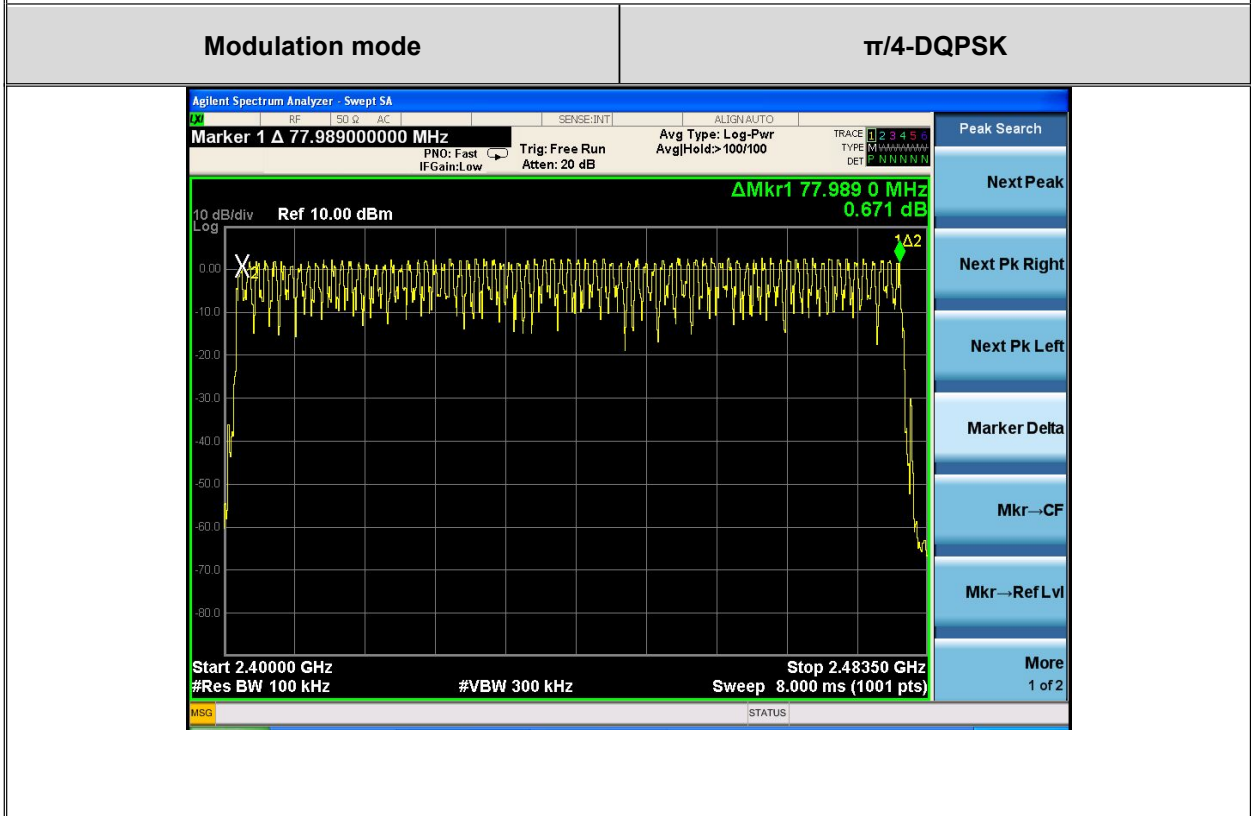 Modulation mode π/4-DQPSK
Agilent Spectrum Analyzer - Swept SA
LXI RF 50 Ω AC SENSE:INT ALIGNAUTO
Marker 1 Δ 77.989000000 MHz
PNO: Fast
IFGain:Low
Trig: Free Run
Atten: 20 dB
Avg Type: Log-Pwr
Avg|Hold:>100/100
TRACE 1 2 3 4 5 6
TYPE M WWWWW
DET P N N N N N
ΔMkr1 77.989 0 MHz
0.671 dB
10 dB/div Ref 10.00 dBm
Log
1Δ2
X2
0.00
-10.0
-20.0
-30.0
-40.0
-50.0
-60.0
-70.0
-80.0
Start 2.40000 GHz Stop 2.48350 GHz
#Res BW 100 kHz #VBW 300 kHz Sweep 8.000 ms (1001 pts)
MSG STATUS
Peak Search
Next Peak
Next Pk Right
Next Pk Left
Marker Delta
Mkr→CF
Mkr→Ref Lvl
More
1 of 2